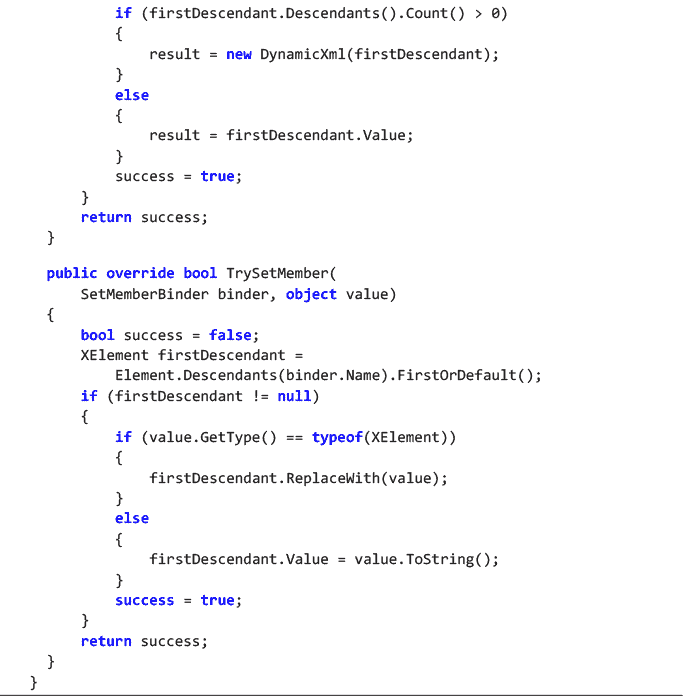 if (firstDescendant.Descendants().Count() > 0)
{
result = new DynamicXml(firstDescendant);
}
else
{
result = firstDescendant.Value;
}
success = true;
}
return success;
}
public override bool TrySetMember(
SetMemberBinder binder, object value)
{
bool success = false;
XElement firstDescendant =
Element.Descendants(binder.Name).FirstOrDefault();
if (firstDescendant != null)
{
if (value.GetType() == typeof(XElement))
{
firstDescendant.ReplaceWith(value);
}
else
{
firstDescendant.Value = value.ToString();
}
success = true;
}
return success;
}
}